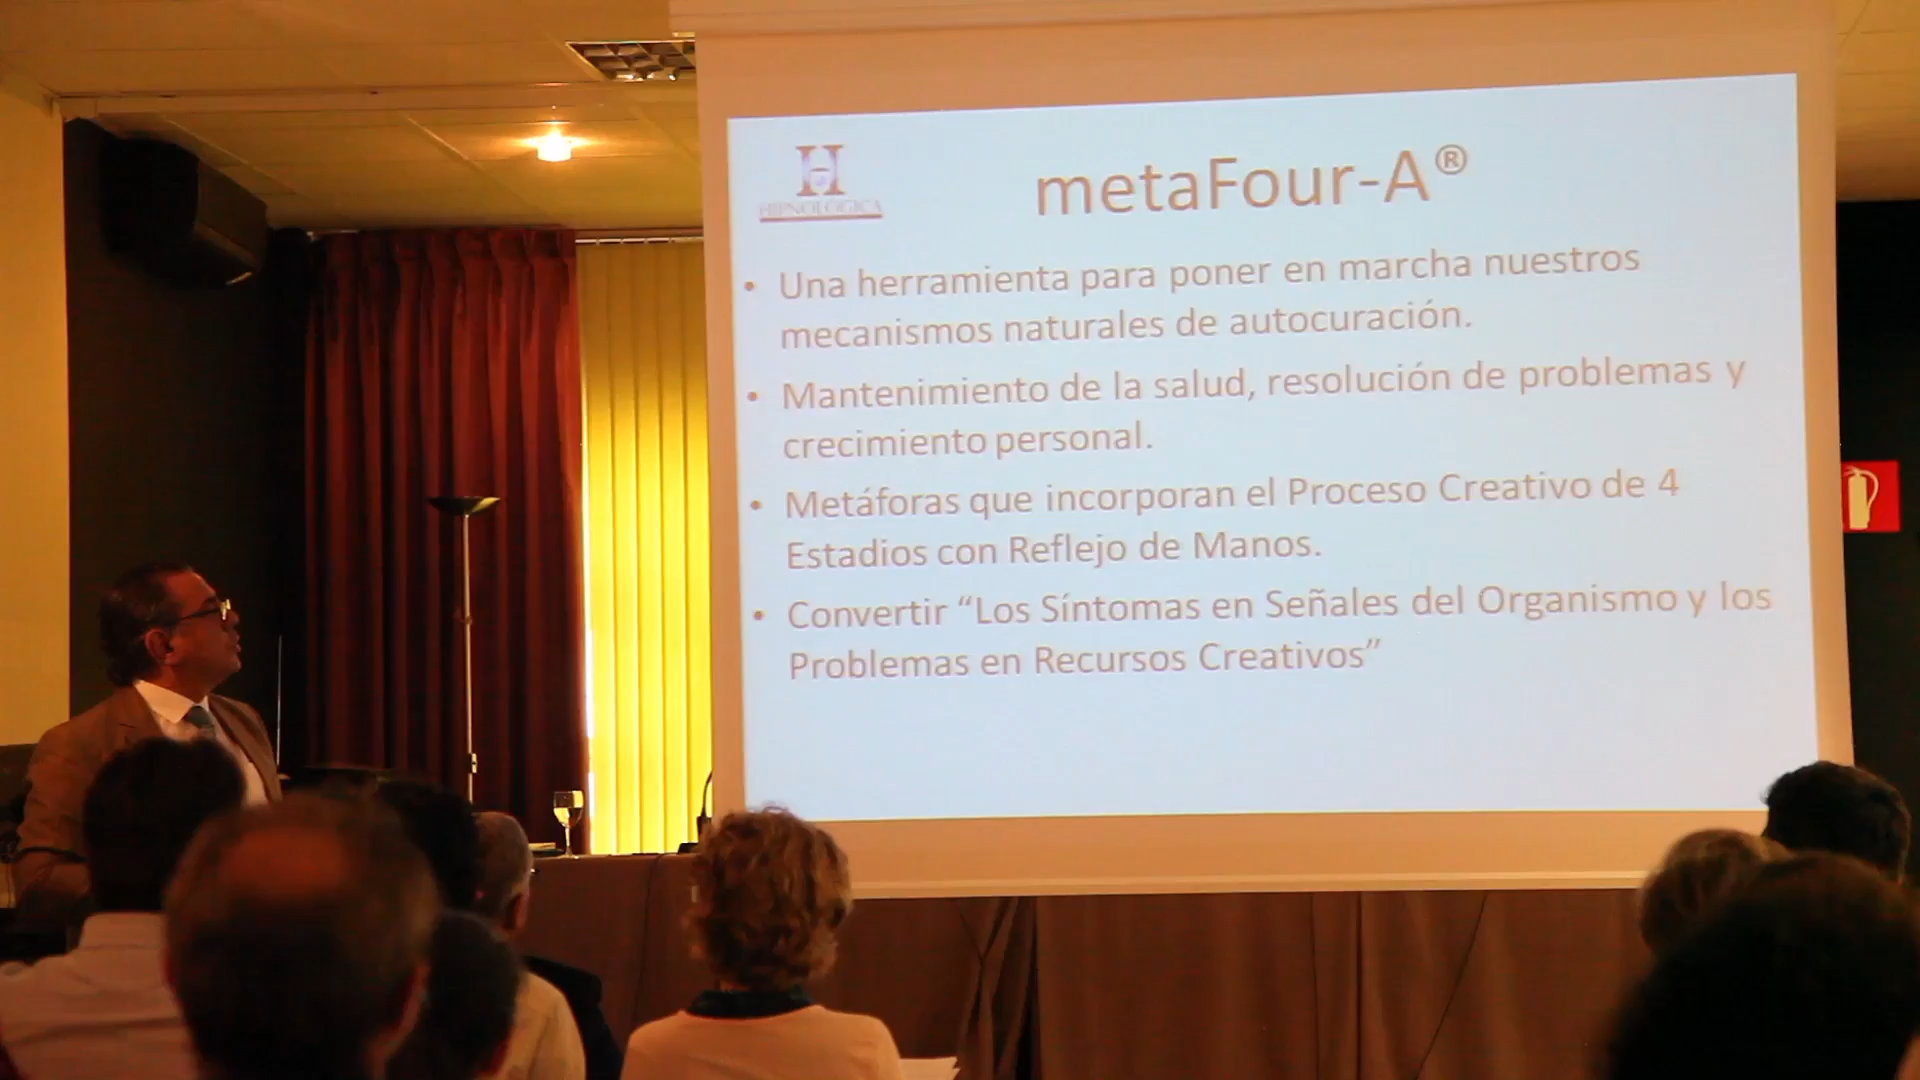 HIPNOLÓGICA
metaFour-A®
• Una herramienta para poner en marcha nuestros
mecanismos naturales de autocuración.
• Mantenimiento de la salud, resolución de problemas y
crecimiento personal.
• Metáforas que incorporan el Proceso Creativo de 4
Estadios con Reflejo de Manos.
• Convertir “Los Síntomas en Señales del Organismo y los
Problemas en Recursos Creativos”